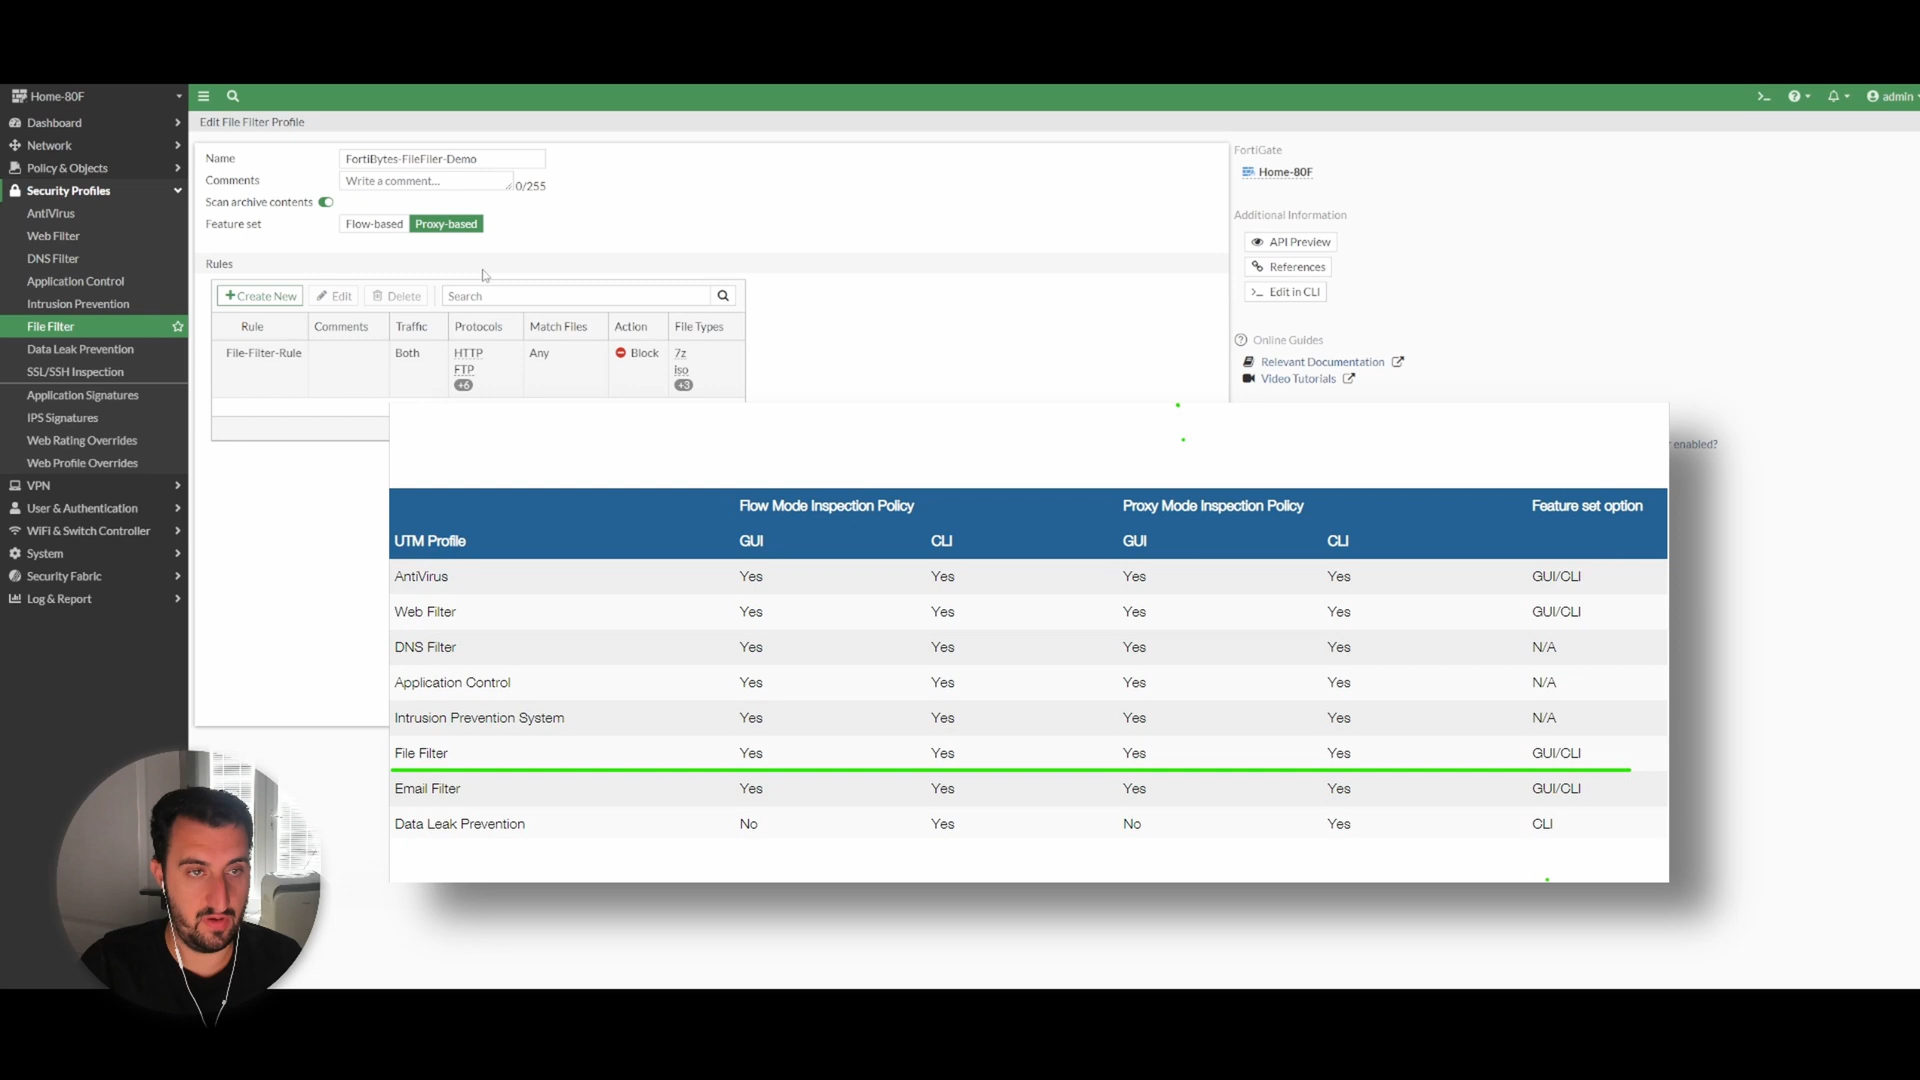 Home-80F
admin
Dashboard
Network
Policy & Objects
Security Profiles
AntiVirus
Web Filter
DNS Filter
Application Control
Intrusion Prevention
File Filter
Data Leak Prevention
SSL/SSH Inspection
Application Signatures
IPS Signatures
Web Rating Overrides
Web Profile Overrides
VPN
User & Authentication
WiFi & Switch Controller
System
Security Fabric
Log & Report
Edit File Filter Profile
Name FortiBytes-FileFiler-Demo
Comments Write a comment... 0/255
Scan archive contents
Feature set Flow-based Proxy-based
Rules
Create New Edit Delete Search
Rule Comments Traffic Protocols Match Files Action File Types
File-Filter-Rule Both HTTP Any Block 7z
FTP iso
+6 +3
FortiGate
Home-80F
Additional Information
API Preview
References
Edit in CLI
Online Guides
Relevant Documentation
Video Tutorials
enabled?
Flow Mode Inspection Policy Proxy Mode Inspection Policy Feature set option
UTM Profile GUI CLI GUI CLI
AntiVirus Yes Yes Yes Yes GUI/CLI
Web Filter Yes Yes Yes Yes GUI/CLI
DNS Filter Yes Yes Yes Yes N/A
Application Control Yes Yes Yes Yes N/A
Intrusion Prevention System Yes Yes Yes Yes N/A
File Filter Yes Yes Yes Yes GUI/CLI
Email Filter Yes Yes Yes Yes GUI/CLI
Data Leak Prevention No Yes No Yes CLI